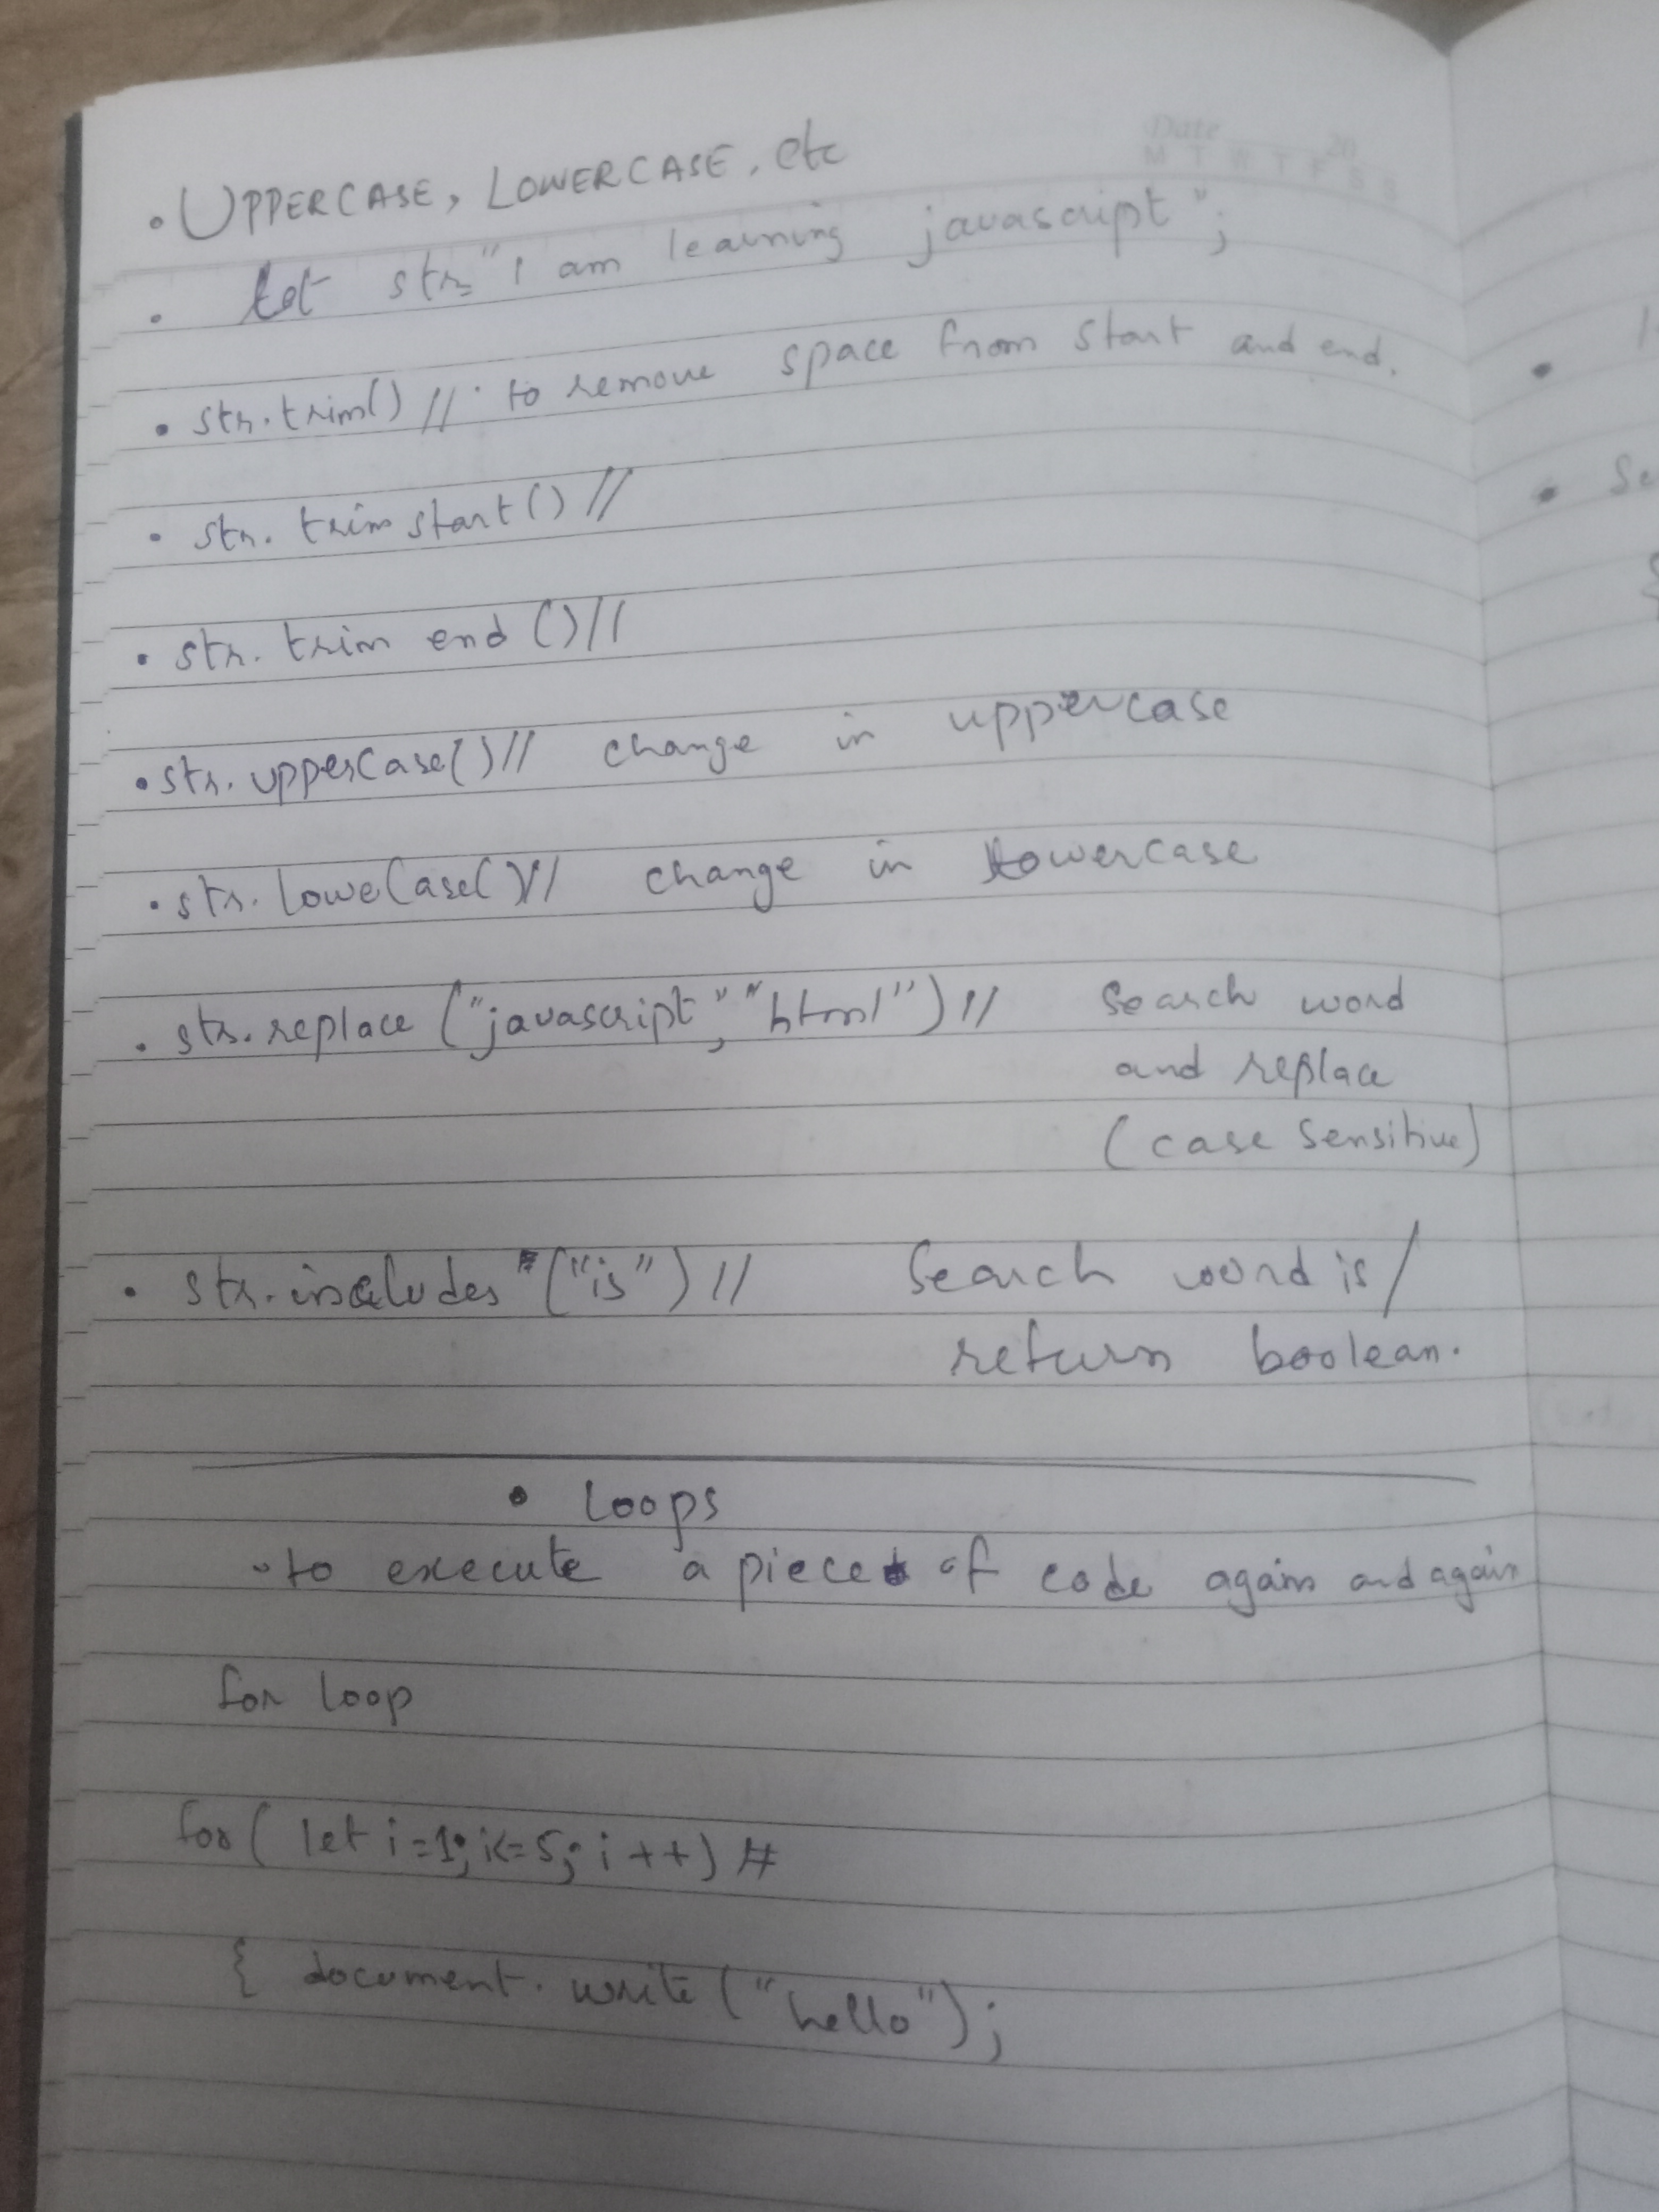 • UPPERCASE, LOWERCASE, etc
Date 20
M T W T F S S
• let str="I am learning javascript";
• str.trim() // to remove space from start and end.
• str. trim start() //
• str. trim end ()//
• str. upperCase()// change in uppercase
• str. loweCase()// change in lowercase
• str.replace ("javascript","html") // Search word
and replace
(case sensitive)
• str.includes ("is") // Search word is/
return boolean.
• Loops
• to execute a piece of code again and again
for loop
for ( let i=1; i<=5; i++) #
{ document. write ("hello");
• Se